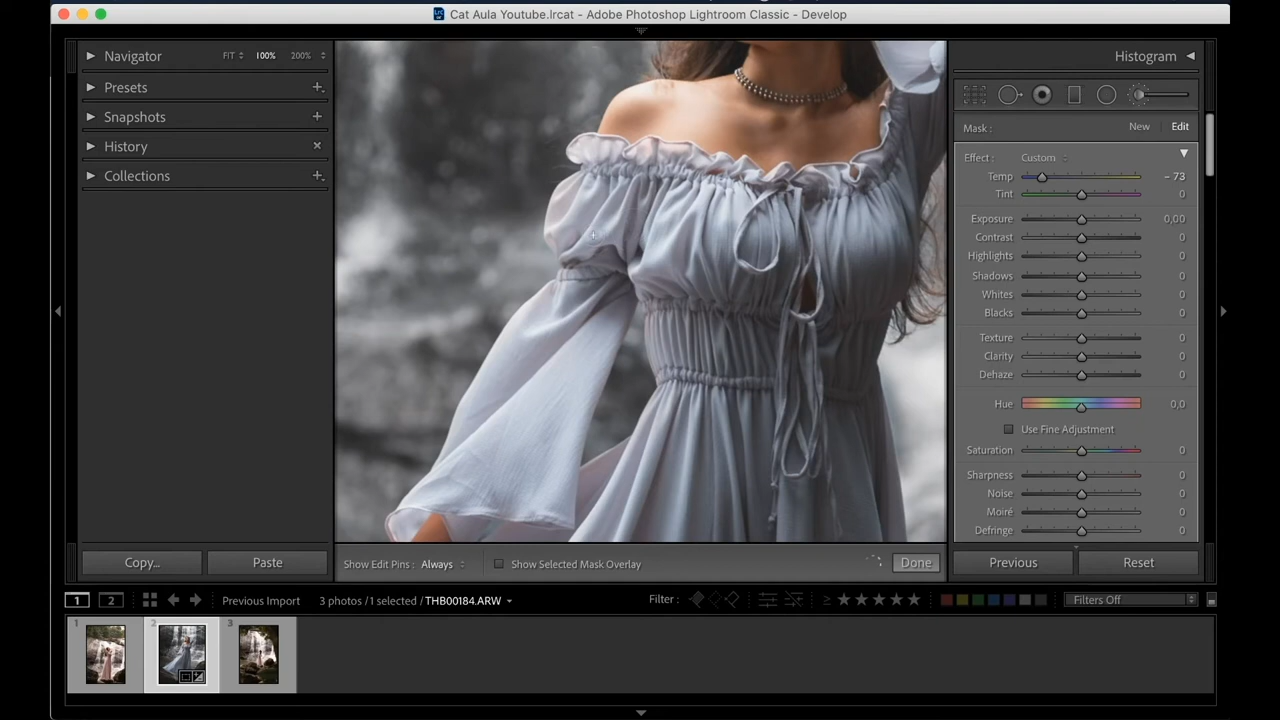 Cat Aula Youtube.lrcat - Adobe Photoshop Lightroom Classic - Develop
Navigator FIT 100% 200%
Presets
Snapshots
History
Collections
Copy... Paste
Show Edit Pins : Always Show Selected Mask Overlay Done
Histogram
Mask : New Edit
Effect : Custom
Temp – 73
Tint 0
Exposure 0,00
Contrast 0
Highlights 0
Shadows 0
Whites 0
Blacks 0
Texture 0
Clarity 0
Dehaze 0
Hue 0,0
Use Fine Adjustment
Saturation 0
Sharpness 0
Noise 0
Moiré 0
Defringe 0
Previous Reset
1 2 Previous Import 3 photos / 1 selected / THB00184.ARW Filter : ≥ Filters Off
1 2 3